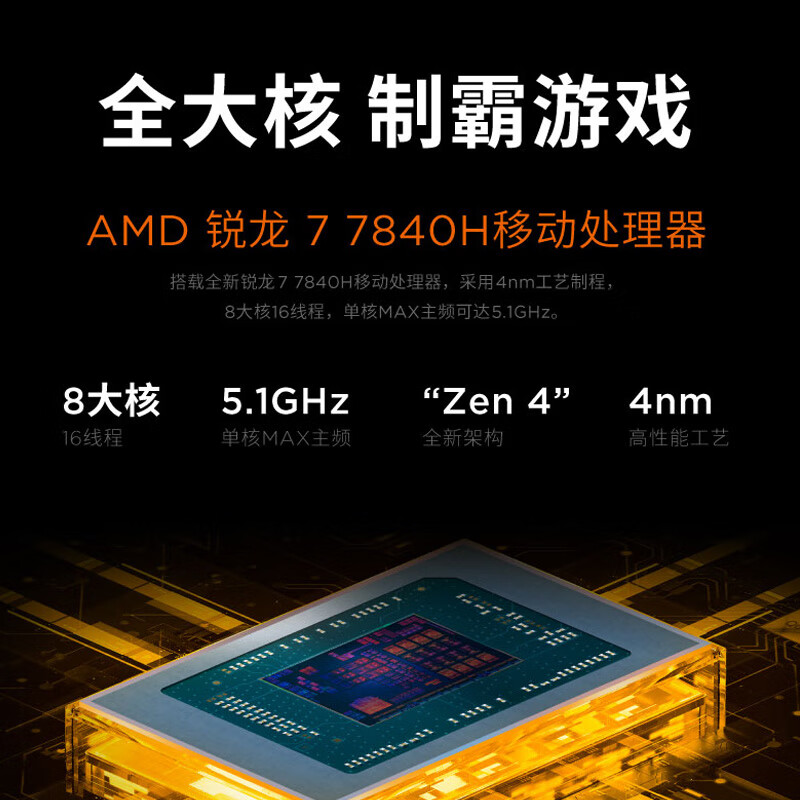 全大核 制霸游戏
AMD 锐龙 7 7840H移动处理器
搭载全新锐龙7 7840H移动处理器，采用4nm工艺制程，
8大核16线程，单核MAX主频可达5.1GHz。
8大核
16线程
5.1GHz
单核MAX主频
“Zen 4”
全新架构
4nm
高性能工艺